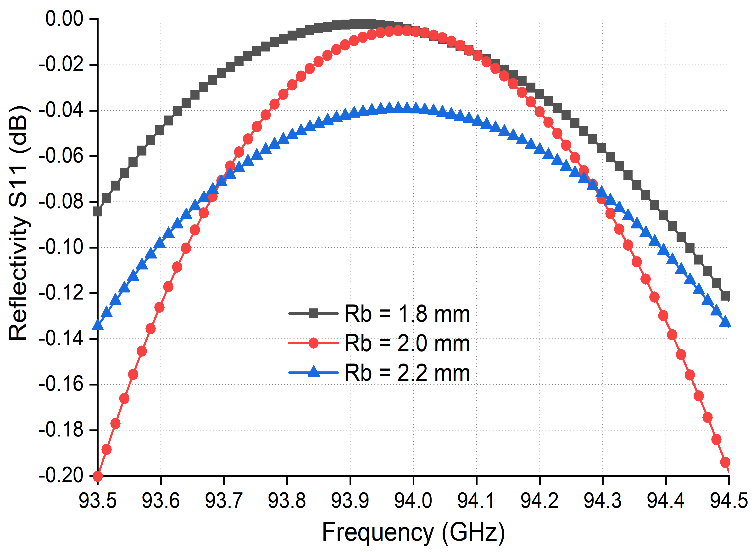 Reflectivity S11 (dB)
0.00
-0.02
-0.04
-0.06
-0.08
-0.10
-0.12
-0.14
-0.16
-0.18
-0.20
Rb = 1.8 mm
Rb = 2.0 mm
Rb = 2.2 mm
93.5 93.6 93.7 93.8 93.9 94.0 94.1 94.2 94.3 94.4 94.5
Frequency (GHz)